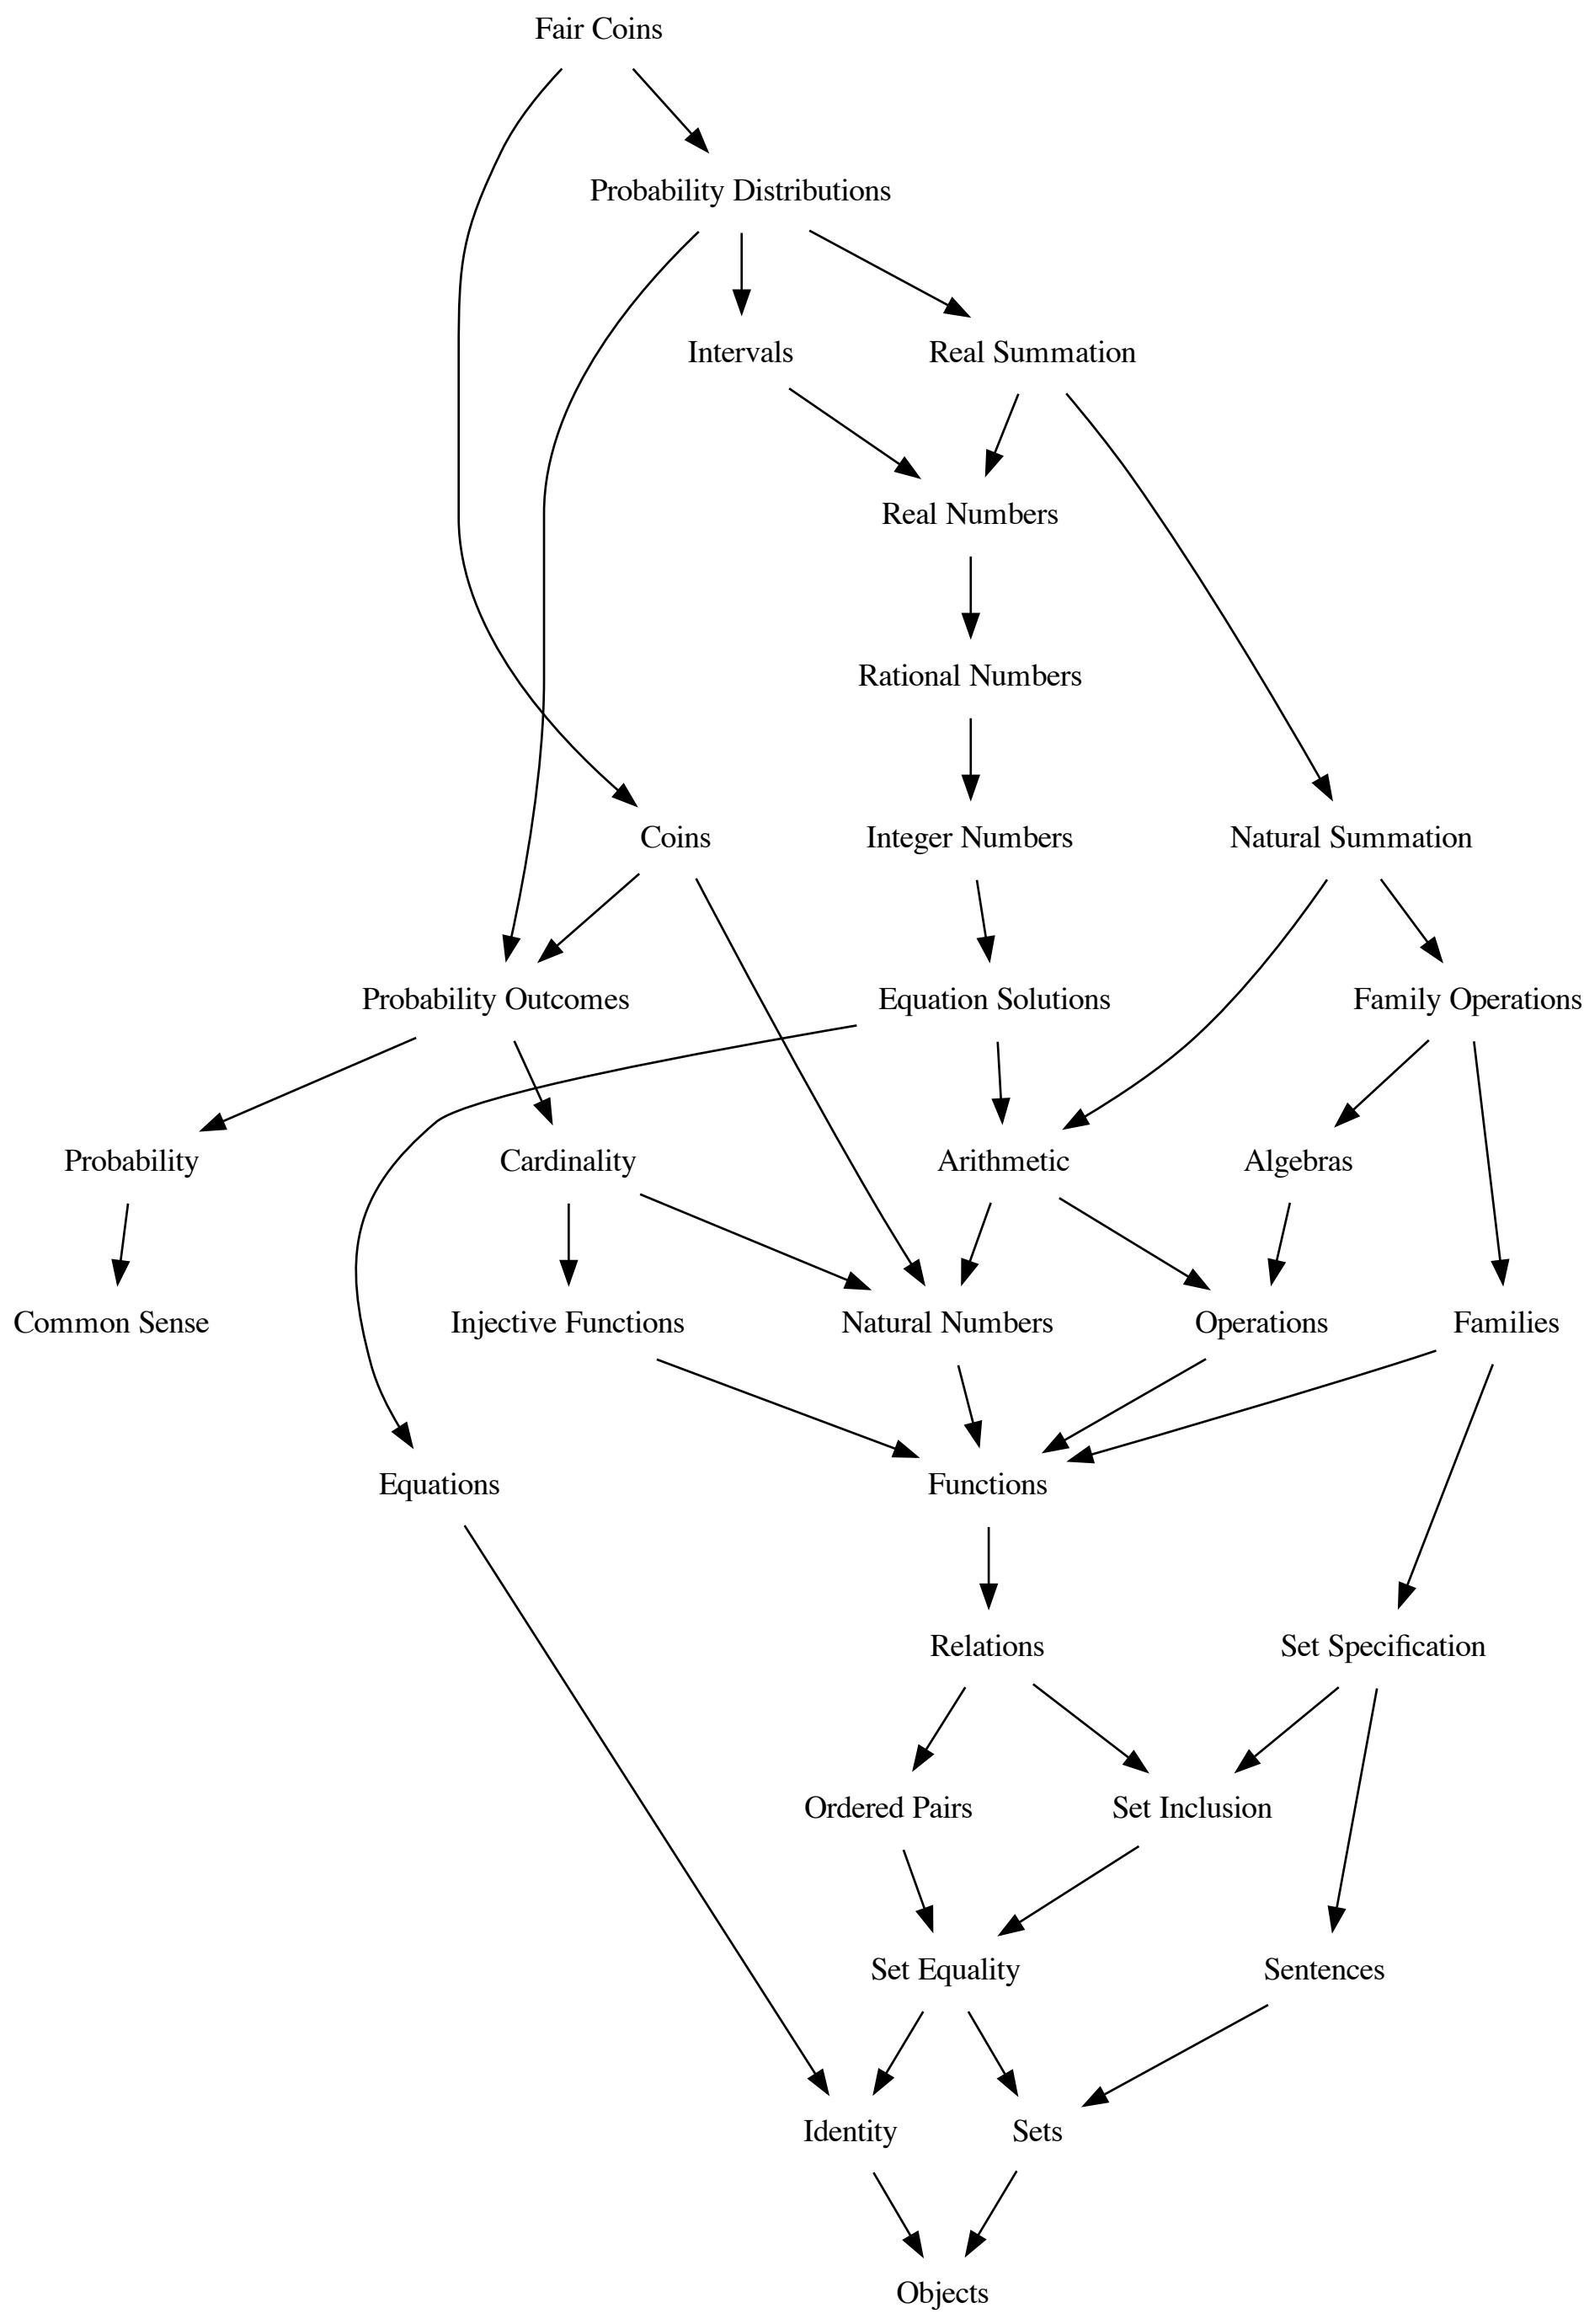 Fair Coins
Probability Distributions
Intervals
Real Summation
Real Numbers
Rational Numbers
Coins
Integer Numbers
Natural Summation
Probability Outcomes
Equation Solutions
Family Operations
Probability
Cardinality
Arithmetic
Algebras
Common Sense
Injective Functions
Natural Numbers
Operations
Families
Equations
Functions
Relations
Set Specification
Ordered Pairs
Set Inclusion
Set Equality
Sentences
Identity
Sets
Objects